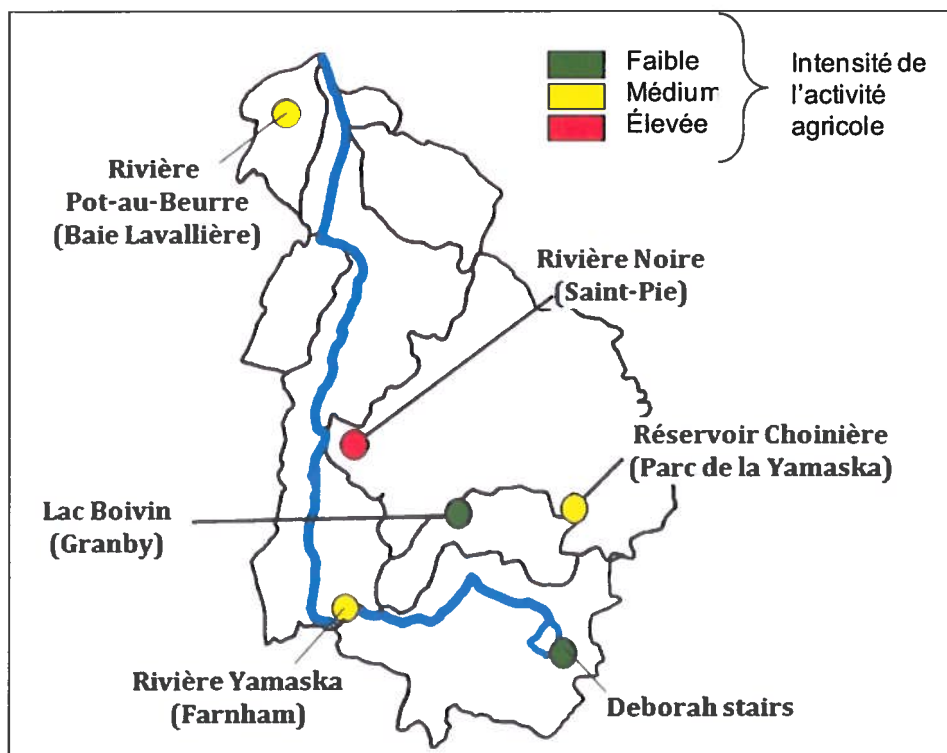 Faible
Médium
Élevée
Intensité de
l'activité
agricole
Rivière
Pot-au-Beurre
(Baie Lavallière)
Rivière Noire
(Saint-Pie)
Réservoir Choinière
(Parc de la Yamaska)
Lac Boivin
(Granby)
Rivière Yamaska
(Farnham)
Deborah stairs